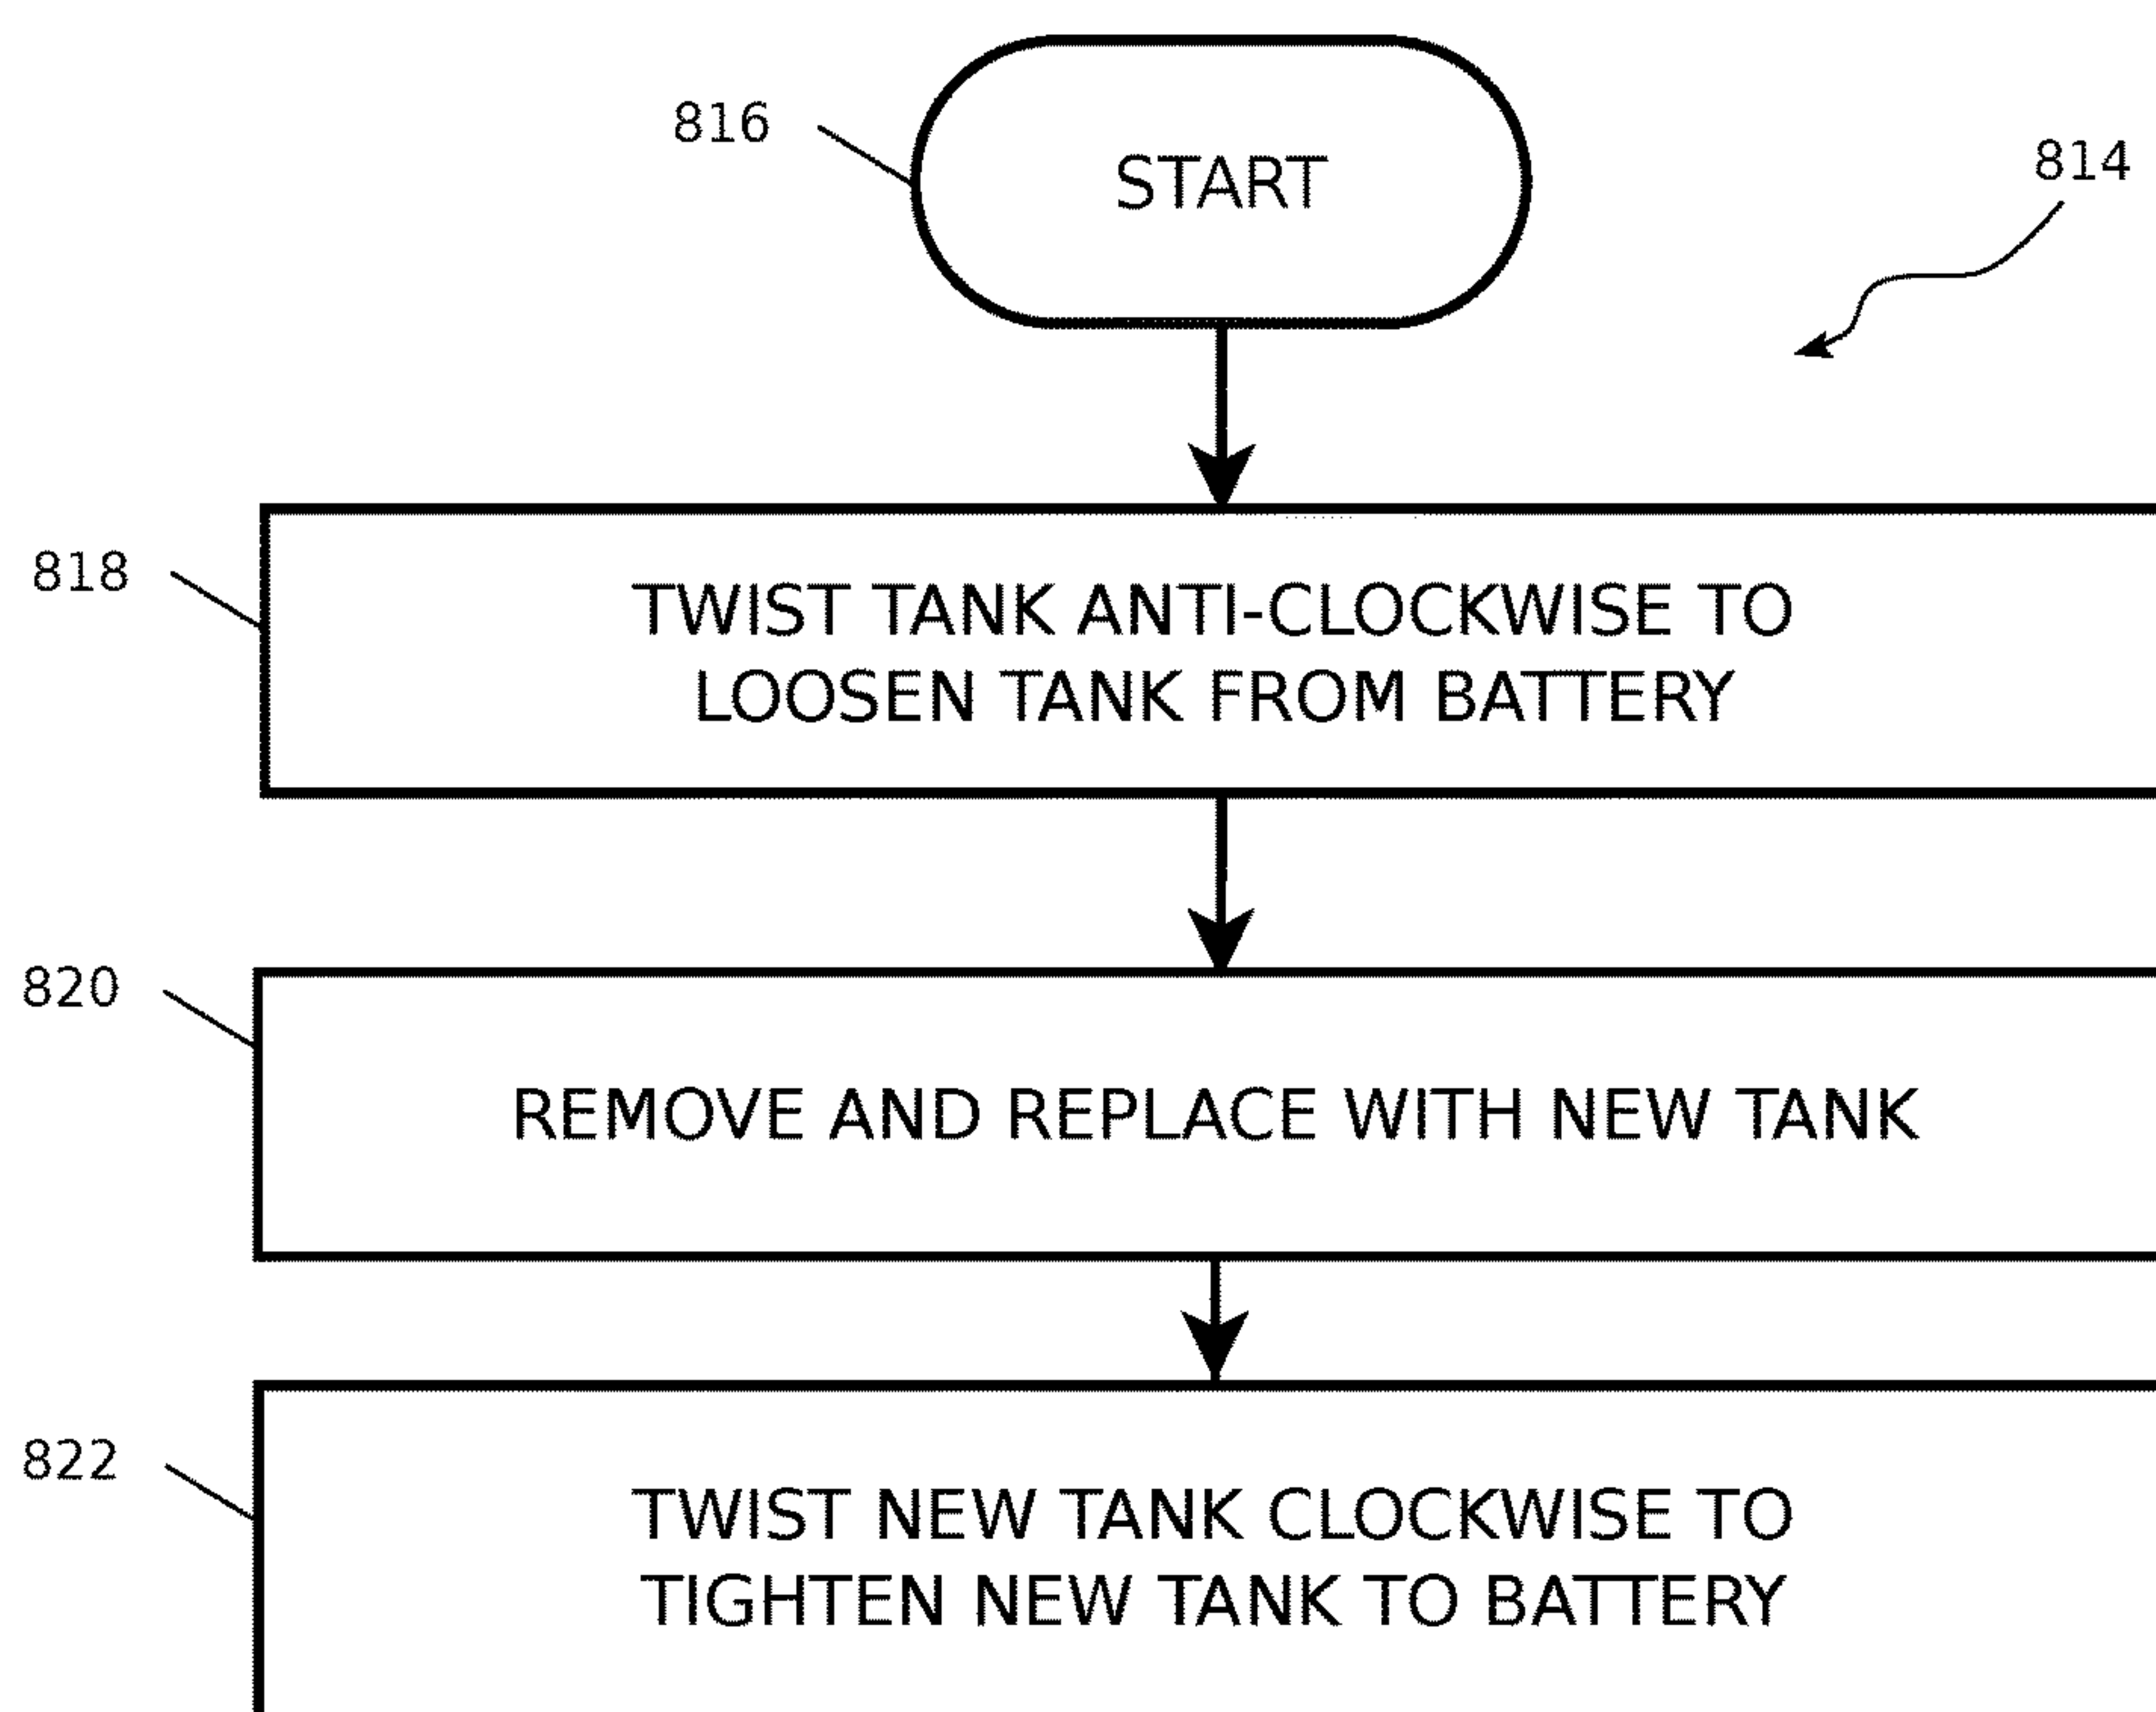 816
START
814
818
TWIST TANK ANTI-CLOCKWISE TO
LOOSEN TANK FROM BATTERY
820
REMOVE AND REPLACE WITH NEW TANK
822
TWIST NEW TANK CLOCKWISE TO
TIGHTEN NEW TANK TO BATTERY